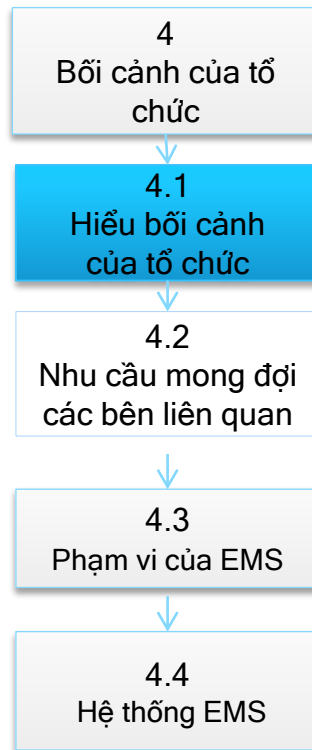 4
Bối cảnh của tổ
chức
4.1
Hiểu bối cảnh
của tổ chức
4.2
Nhu cầu mong đợi
các bên liên quan
4.3
Phạm vi của EMS
4.4
Hệ thống EMS